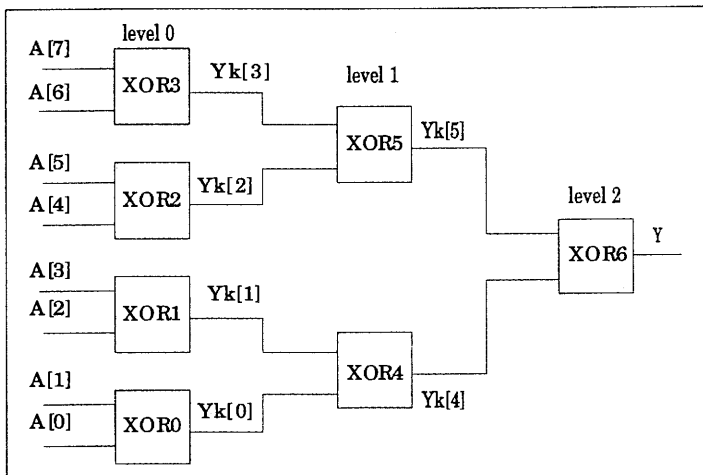 level 0
A[7]
A[6]
XOR3
Yk[3]
level 1
A[5]
A[4]
XOR2
Yk[2]
XOR5
Yk[5]
level 2
XOR6
Y
A[3]
A[2]
XOR1
Yk[1]
XOR4
Yk[4]
A[1]
A[0]
XOR0
Yk[0]